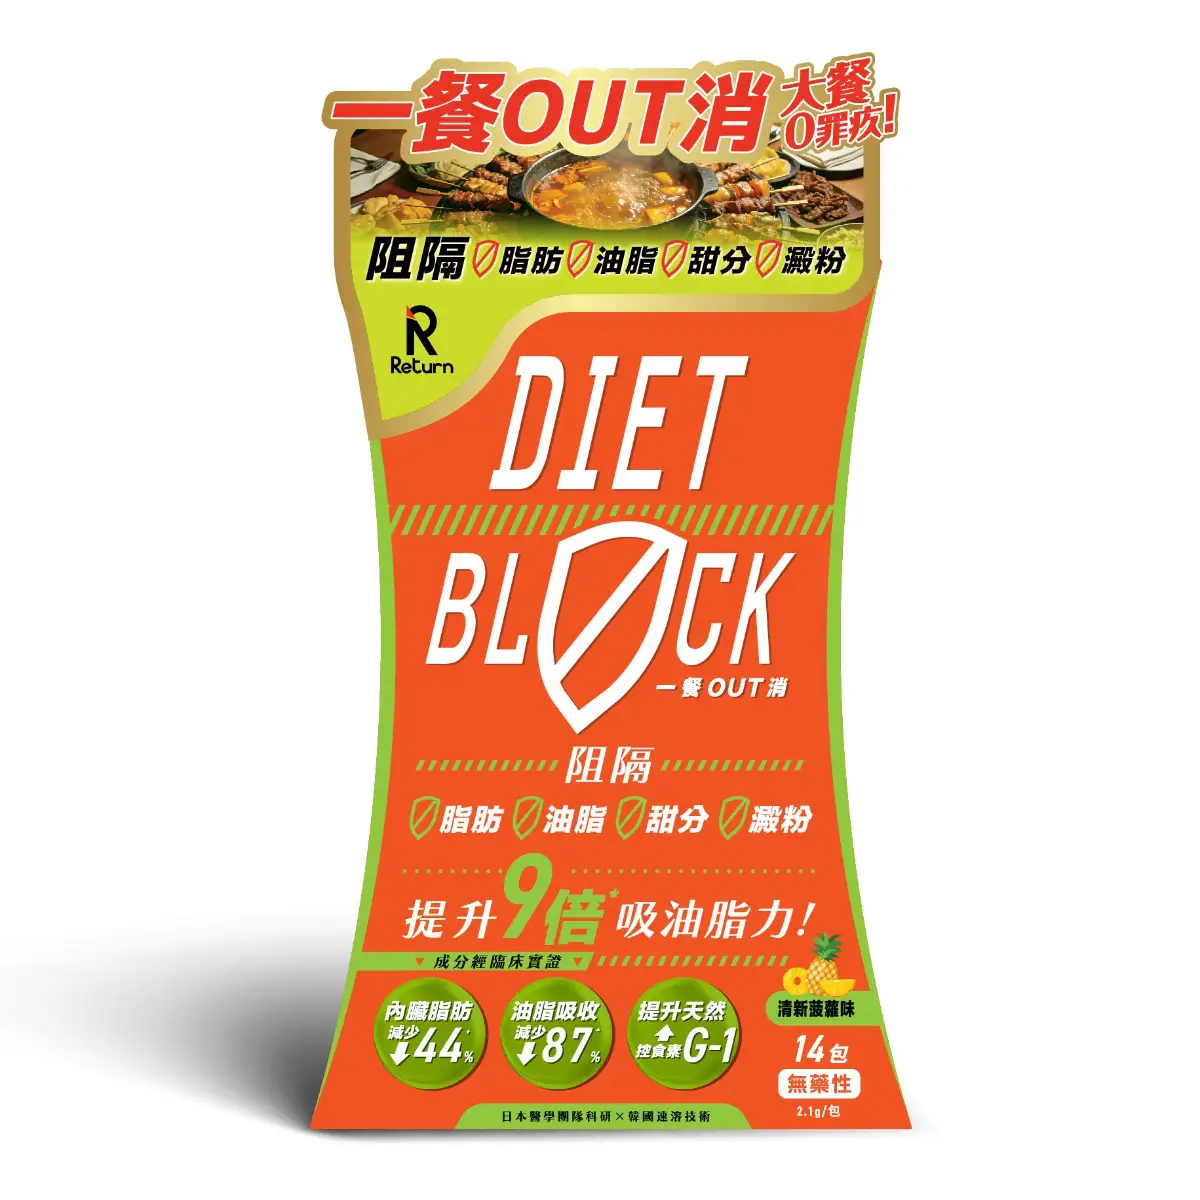 一餐OUT消
大餐
0罪疚!
阻隔 脂肪 油脂 甜分 澱粉
Return
DIET
BLOCK
一餐OUT消
阻隔
脂肪 油脂 甜分 澱粉
提升9倍*吸油脂力!
成分經臨床實證
內臟脂肪
減少
44%
油脂吸收
減少
87%
提升天然
控食素G-1
清新菠蘿味
14包
無藥性
2.1g/包
日本醫學團隊科研×韓國速溶技術